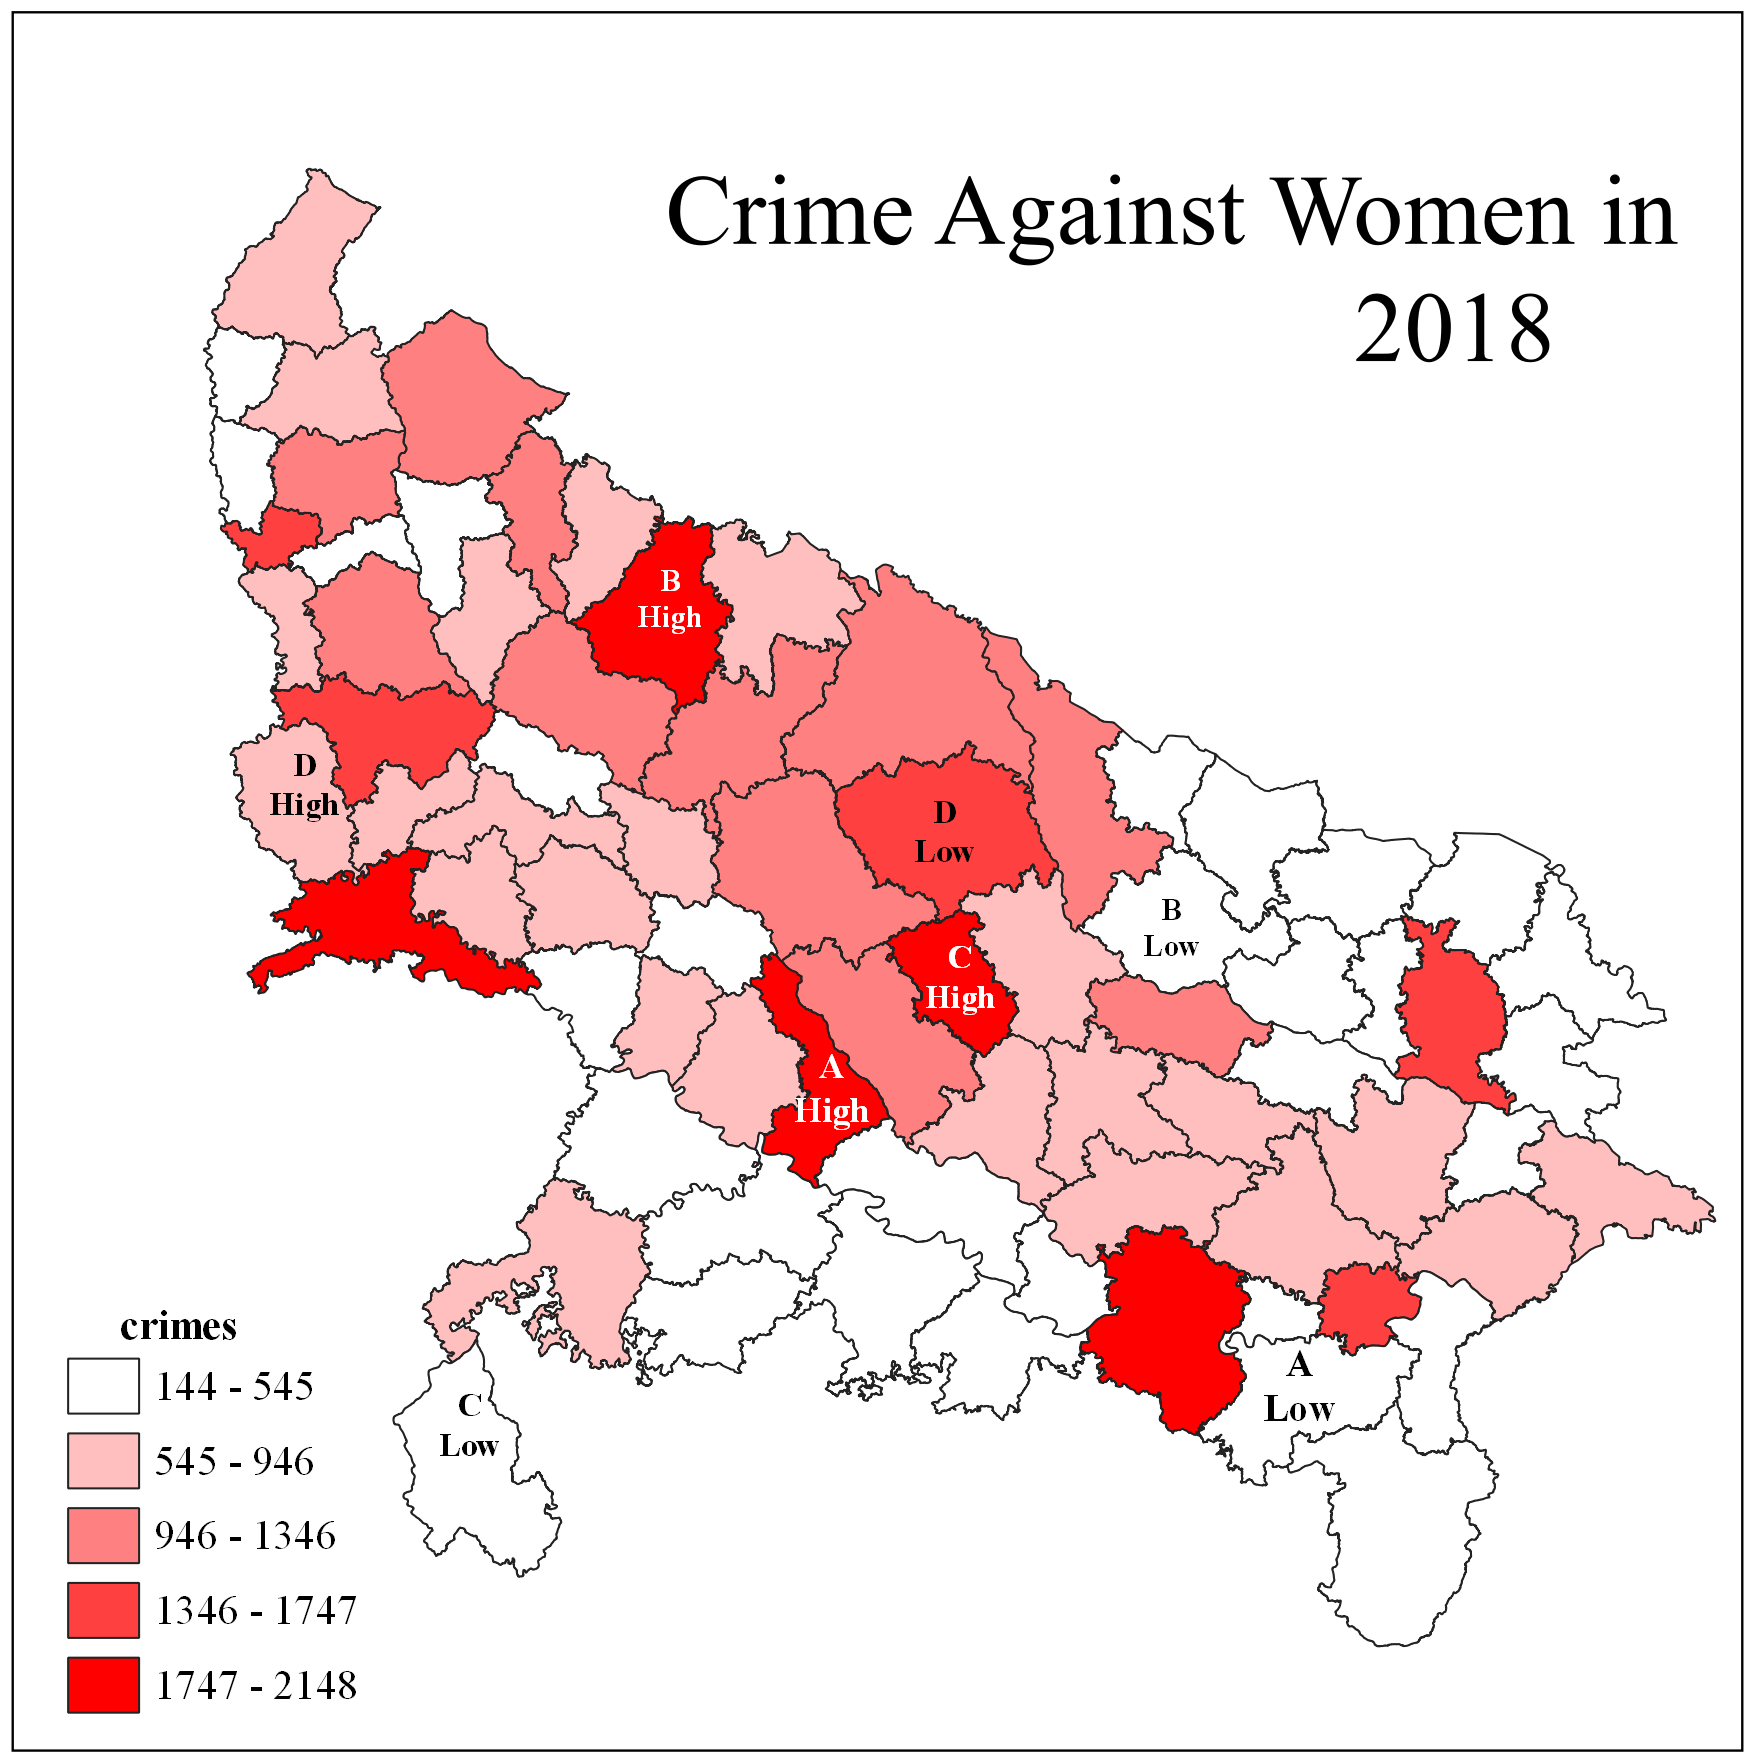 Crime Against Women in
2018
B
High
D
High
D
Low
B
Low
C
High
A
High
A
Low
C
Low
crimes
144 - 545
545 - 946
946 - 1346
1346 - 1747
1747 - 2148